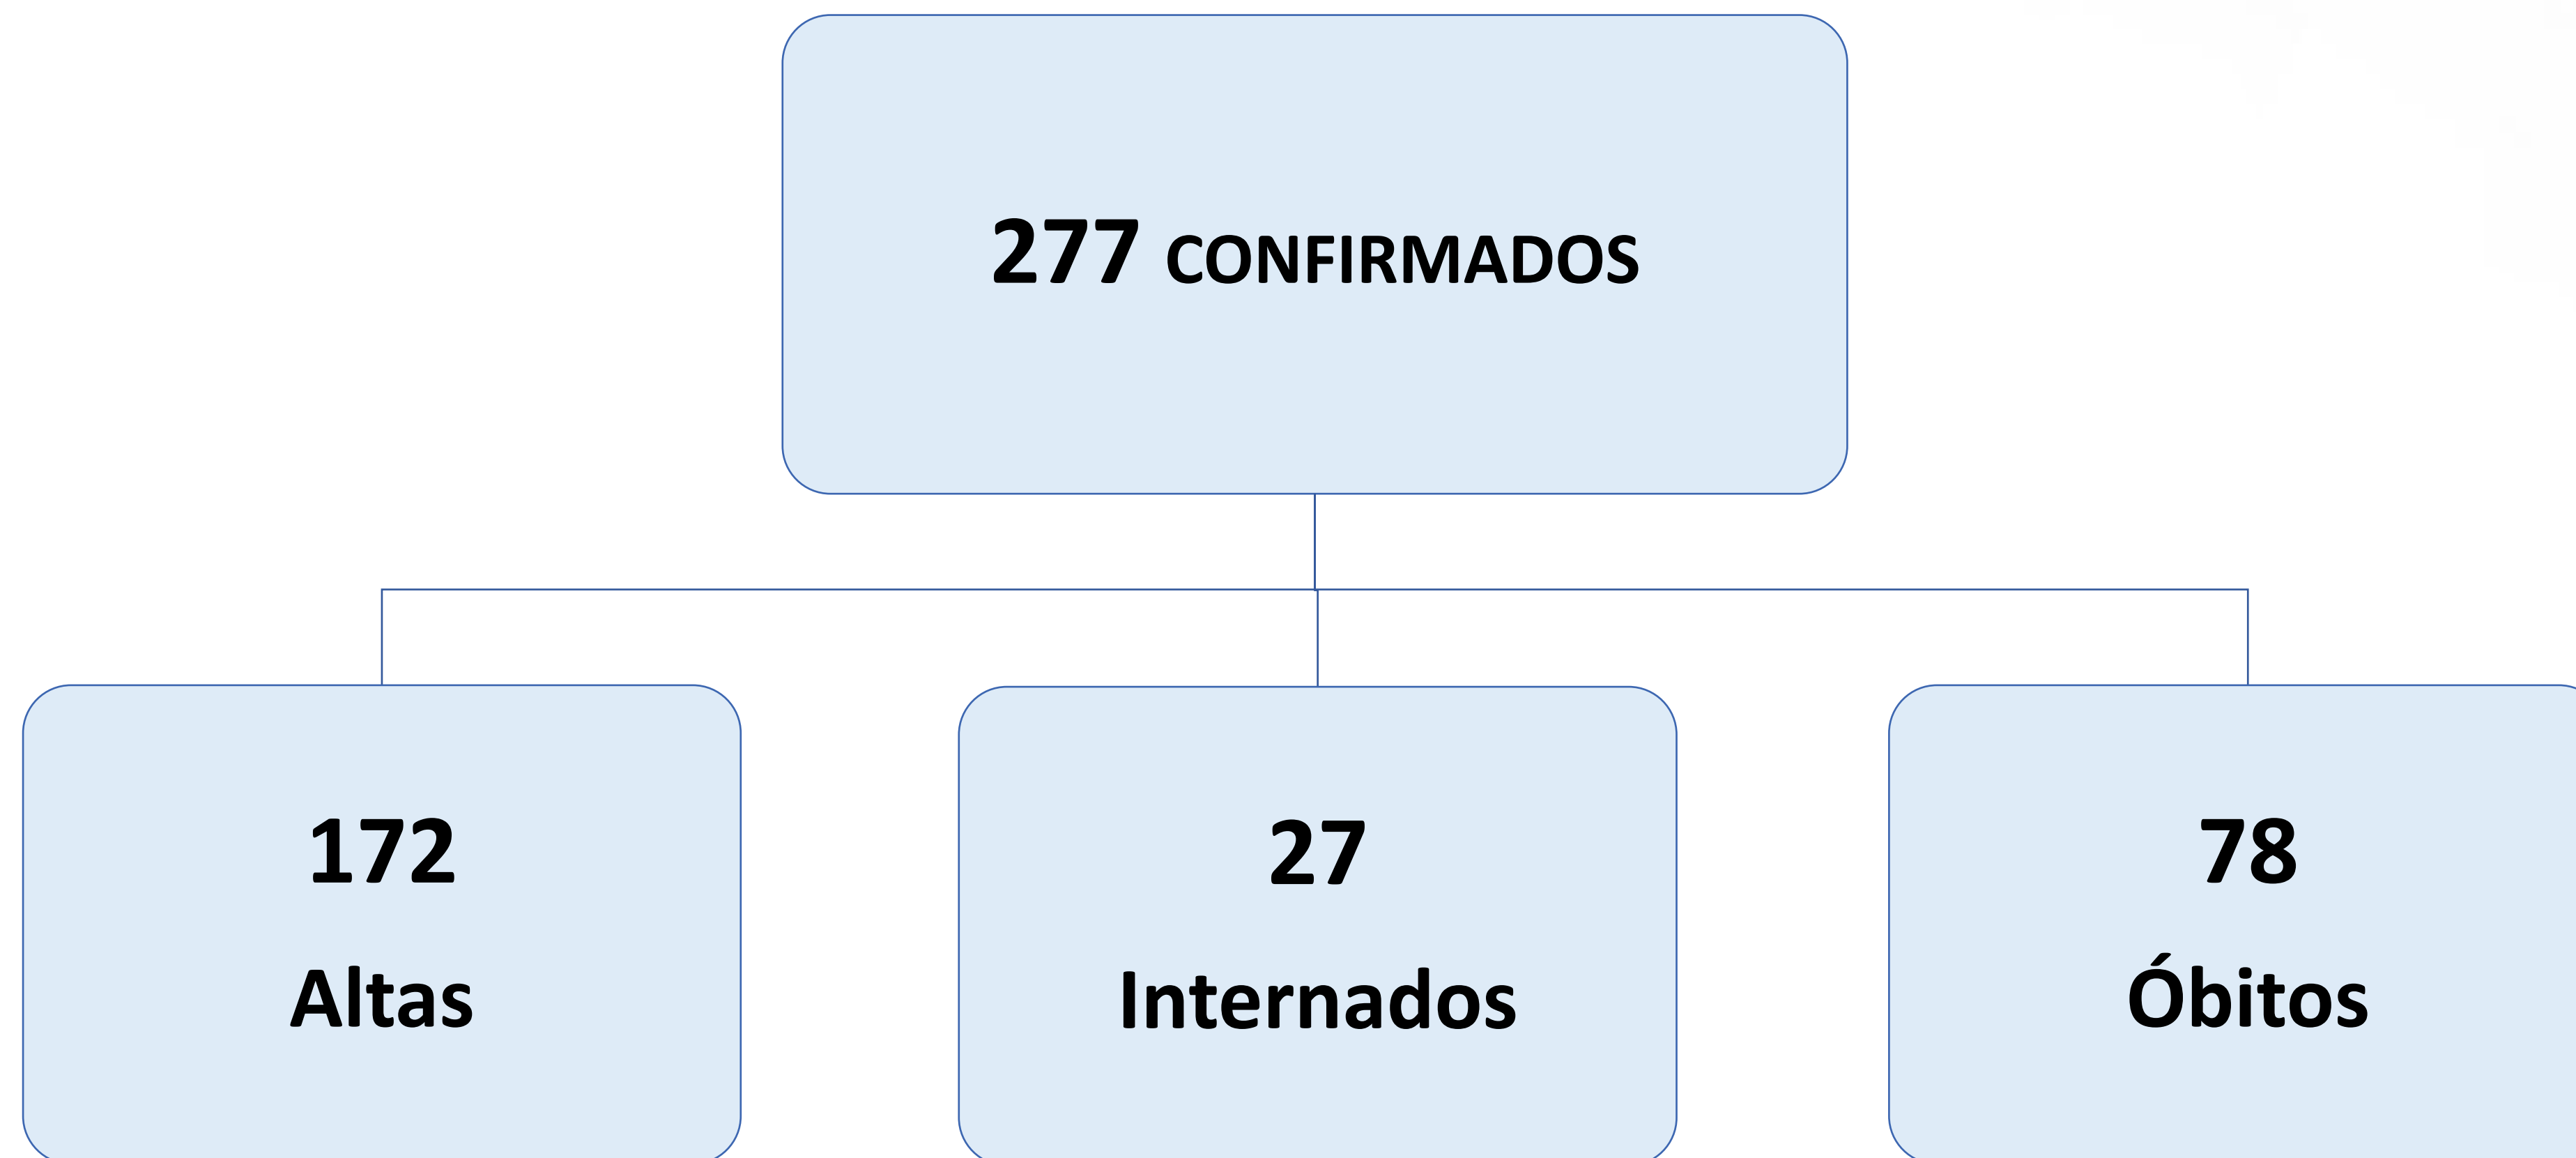 277 CONFIRMADOS
172
Altas
27
Internados
78
Óbitos